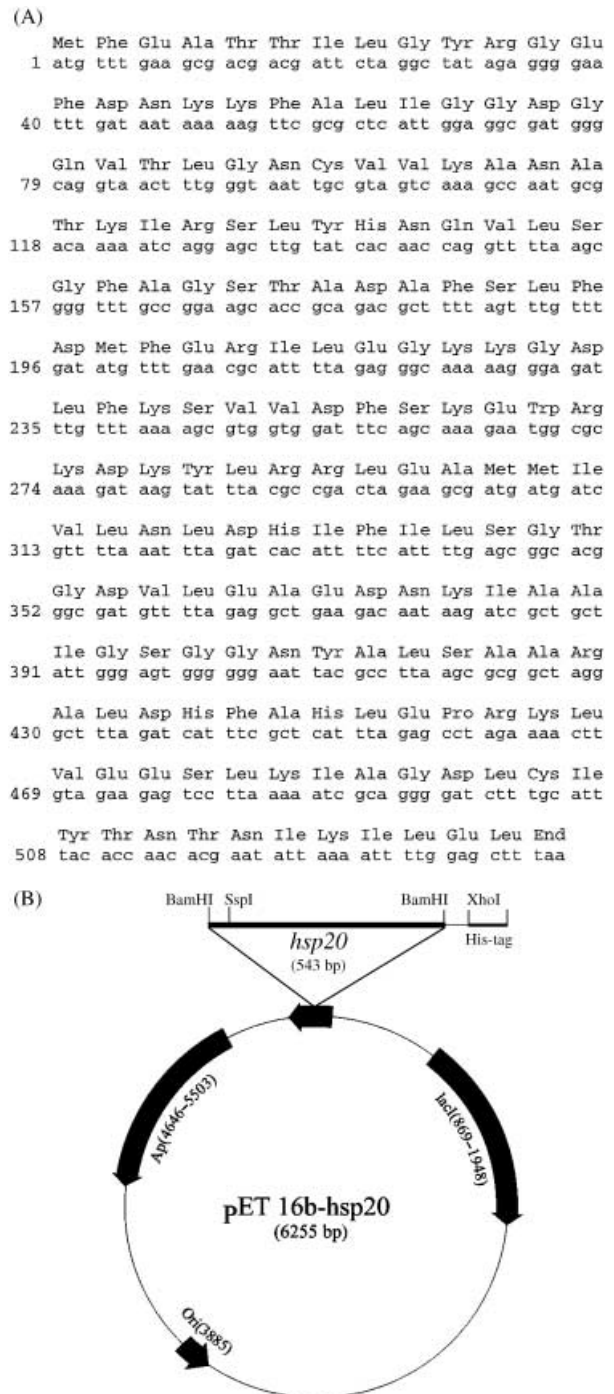 (A)
Met Phe Glu Ala Thr Thr Ile Leu Gly Tyr Arg Gly Glu
1 atg ttt gaa gcg acg acg att cta ggc tat aga ggg gaa
Phe Asp Asn Lys Lys Phe Ala Leu Ile Gly Gly Asp Gly
40 ttt gat aat aaa aag ttc gcg ctc att gga ggc gat ggg
Gln Val Thr Leu Gly Asn Cys Val Val Lys Ala Asn Ala
79 cag gta act ttg ggt aat tgc gta gtc aaa gcc aat gcg
Thr Lys Ile Arg Ser Leu Tyr His Asn Gln Val Leu Ser
118 aca aaa atc agg agc ttg tat cac aac cag gtt tta agc
Gly Phe Ala Gly Ser Thr Ala Asp Ala Phe Ser Leu Phe
157 ggg ttt gcc gga agc acc gca gac gct ttt agt ttg ttt
Asp Met Phe Glu Arg Ile Leu Glu Gly Lys Lys Gly Asp
196 gat atg ttt gaa cgc att tta gag ggc aaa aag gga gat
Leu Phe Lys Ser Val Val Asp Phe Ser Lys Glu Trp Arg
235 ttg ttt aaa agc gtg gtg gat ttc agc aaa gaa tgg cgc
Lys Asp Lys Tyr Leu Arg Arg Leu Glu Ala Met Met Ile
274 aaa gat aag tat tta cgc cga cta gaa gcg atg atg atc
Val Leu Asn Leu Asp His Ile Phe Ile Leu Ser Gly Thr
313 gtt tta aat tta gat cac att ttc att ttg agc ggc acg
Gly Asp Val Leu Glu Ala Glu Asp Asn Lys Ile Ala Ala
352 ggc gat gtt tta gag gct gaa gac aat aag atc gct gct
Ile Gly Ser Gly Gly Asn Tyr Ala Leu Ser Ala Ala Arg
391 att ggg agt ggg ggg aat tac gcc tta agc gcg gct agg
Ala Leu Asp His Phe Ala His Leu Glu Pro Arg Lys Leu
430 gct tta gat cat ttc gct cat tta gag cct aga aaa ctt
Val Glu Glu Ser Leu Lys Ile Ala Gly Asp Leu Cys Ile
469 gta gaa gag tcc tta aaa atc gca ggg gat ctt tgc att
Tyr Thr Asn Thr Asn Ile Lys Ile Leu Glu Leu End
508 tac acc aac acg aat att aaa att ttg gag ctt taa
(B)
BamHI SspI BamHI XhoI
hsp20 His-tag
(543 bp)
Ap(4646-5503)
lacI(869-1948)
pET 16b-hsp20
(6255 bp)
Ori(3885)